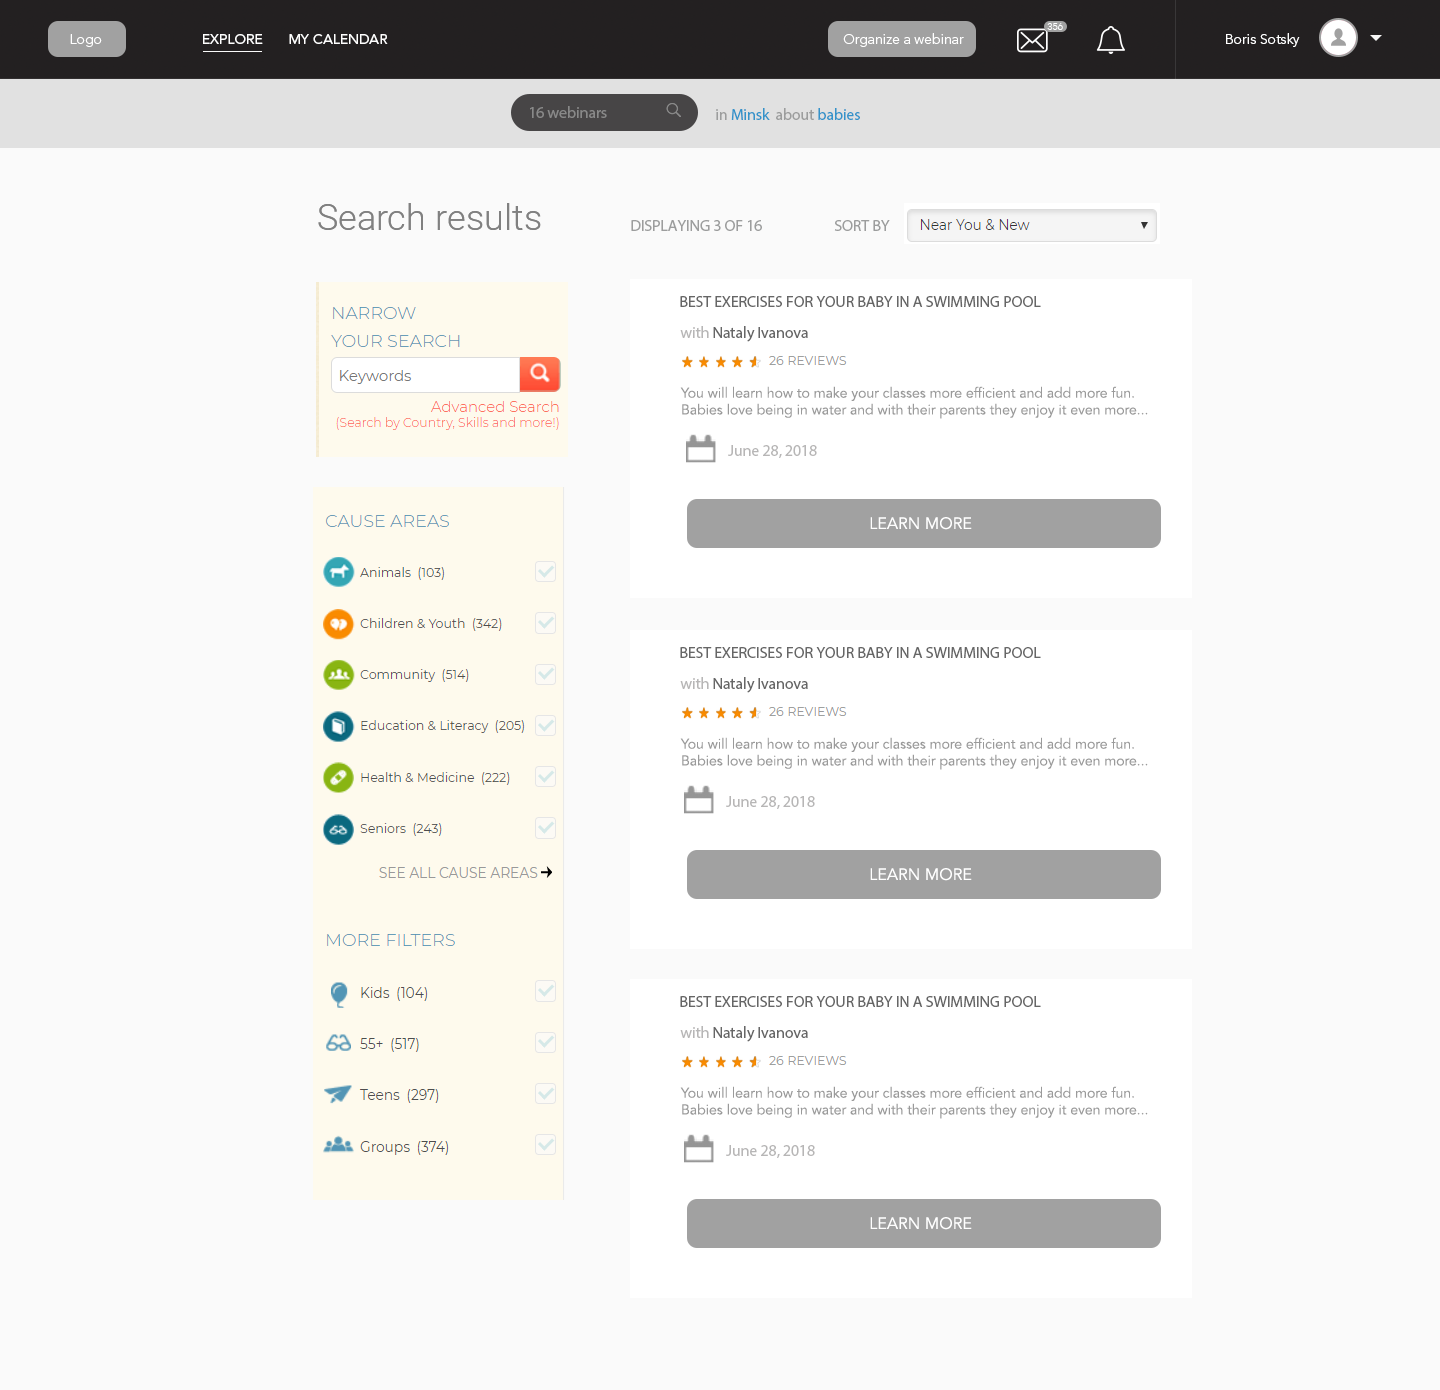 Logo
EXPLORE
MY CALENDAR
Organize a webinar
356
Boris Sotsky
16 webinars
in Minsk about babies
Search results
DISPLAYING 3 OF 16
SORT BY
Near You & New
NARROW
YOUR SEARCH
Keywords
Advanced Search
(Search by Country, Skills and more!)
CAUSE AREAS
Animals (103)
Children & Youth (342)
Community (514)
Education & Literacy (205)
Health & Medicine (222)
Seniors (243)
SEE ALL CAUSE AREAS
MORE FILTERS
Kids (104)
55+ (517)
Teens (297)
Groups (374)
BEST EXERCISES FOR YOUR BABY IN A SWIMMING POOL
with Nataly Ivanova
26 REVIEWS
You will learn how to make your classes more efficient and add more fun.
Babies love being in water and with their parents they enjoy it even more...
June 28, 2018
LEARN MORE
BEST EXERCISES FOR YOUR BABY IN A SWIMMING POOL
with Nataly Ivanova
26 REVIEWS
You will learn how to make your classes more efficient and add more fun.
Babies love being in water and with their parents they enjoy it even more...
June 28, 2018
LEARN MORE
BEST EXERCISES FOR YOUR BABY IN A SWIMMING POOL
with Nataly Ivanova
26 REVIEWS
You will learn how to make your classes more efficient and add more fun.
Babies love being in water and with their parents they enjoy it even more...
June 28, 2018
LEARN MORE